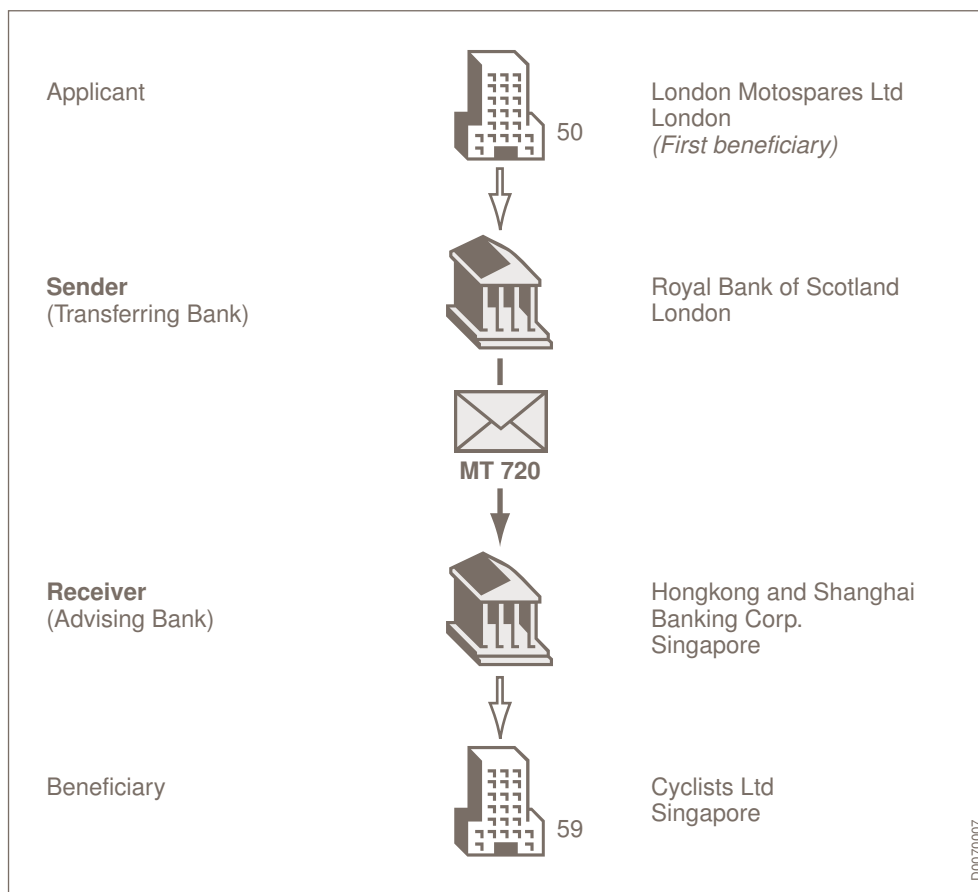 Applicant
50
London Motospares Ltd
London
(First beneficiary)
Sender
(Transferring Bank)
Royal Bank of Scotland
London
MT 720
Receiver
(Advising Bank)
Hongkong and Shanghai
Banking Corp.
Singapore
Beneficiary
59
Cyclists Ltd
Singapore
D0070007